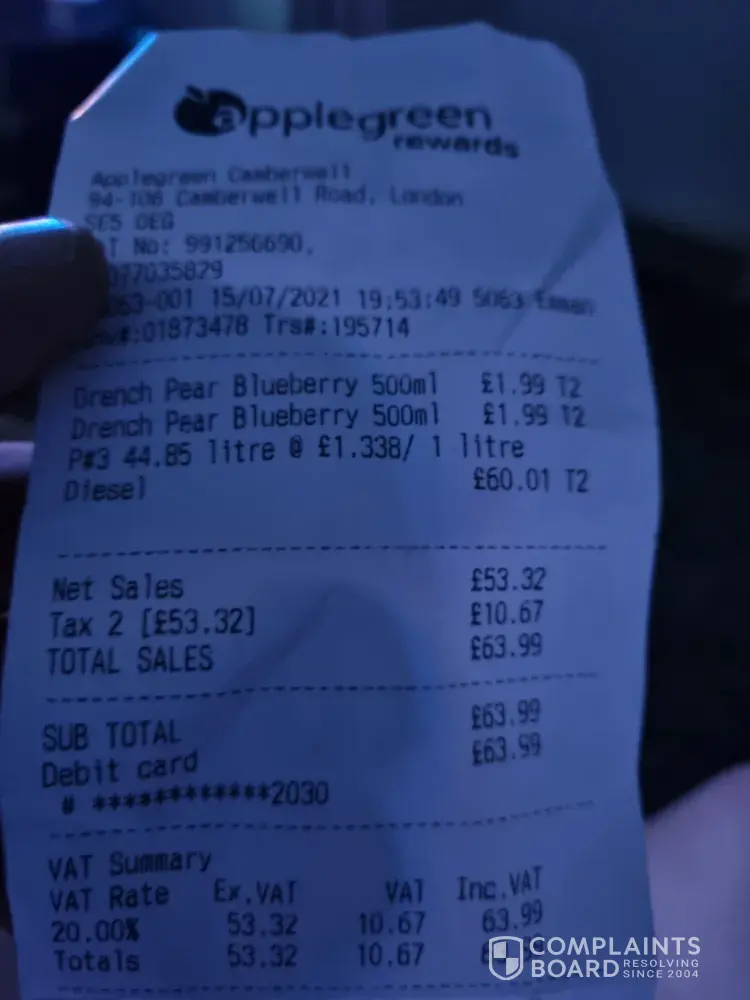 applegreen
rewards
Applegreen Camberwell
94-106 Camberwell Road, London
SE5 0EG
T No: 991256690,
077035829
063-001 15/07/2021 19:53:49 5063
#:01873478 Trs#:195714
Drench Pear Blueberry 500ml £1.99 T2
Drench Pear Blueberry 500ml £1.99 T2
P#3 44.85 litre @ £1.338/ 1 litre
Diesel £60.01 T2
Net Sales £53.32
Tax 2 [£53.32] £10.67
TOTAL SALES £63.99
SUB TOTAL £63.99
Debit card £63.99
# ************2030
VAT Summary
VAT Rate Ex.VAT VAT Inc.VAT
20.00% 53.32 10.67 63.99
Totals 53.32 10.67
COMPLAINTS
BOARD RESOLVING
SINCE 2004